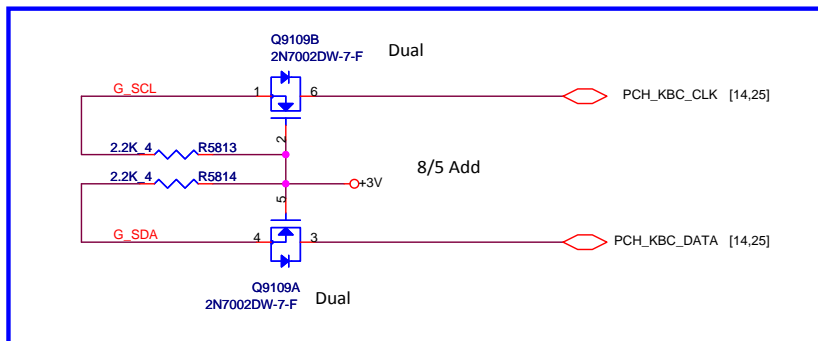 Q9109B
2N7002DW-7-F Dual
G_SCL 1 6 PCH_KBC_CLK [14,25]
2
2.2K_4 R5813
8/5 Add
2.2K_4 R5814 +3V
5
G_SDA 4 3 PCH_KBC_DATA [14,25]
Q9109A
2N7002DW-7-F Dual